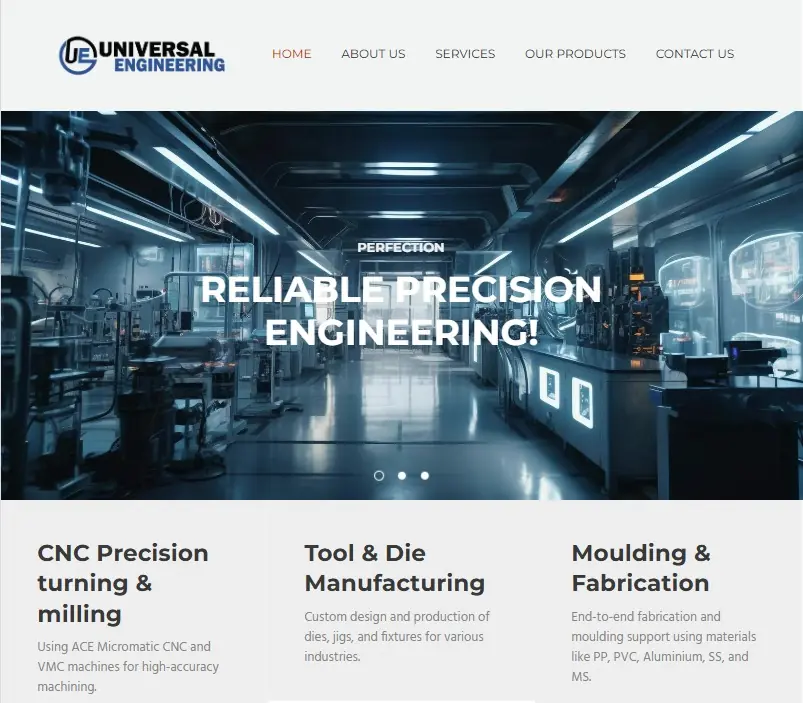 UE UNIVERSAL
ENGINEERING
HOME ABOUT US SERVICES OUR PRODUCTS CONTACT US
PERFECTION
RELIABLE PRECISION
ENGINEERING!
CNC Precision
turning &
milling
Using ACE Micromatic CNC and
VMC machines for high-accuracy
machining.
Tool & Die
Manufacturing
Custom design and production of
dies, jigs, and fixtures for various
industries.
Moulding &
Fabrication
End-to-end fabrication and
moulding support using materials
like PP, PVC, Aluminium, SS, and
MS.